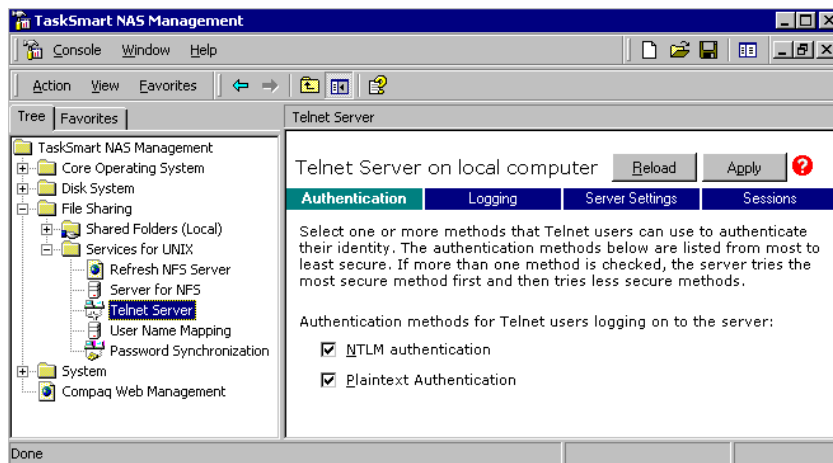 TaskSmart NAS Management
Console Window Help
Action View Favorites
Tree Favorites
Telnet Server
TaskSmart NAS Management
Core Operating System
Disk System
File Sharing
Shared Folders (Local)
Services for UNIX
Refresh NFS Server
Server for NFS
Telnet Server
User Name Mapping
Password Synchronization
System
Compaq Web Management
Telnet Server on local computer Reload Apply ?
Authentication Logging Server Settings Sessions
Select one or more methods that Telnet users can use to authenticate
their identity. The authentication methods below are listed from most to
least secure. If more than one method is checked, the server tries the
most secure method first and then tries less secure methods.
Authentication methods for Telnet users logging on to the server:
NTLM authentication
Plaintext Authentication
Done